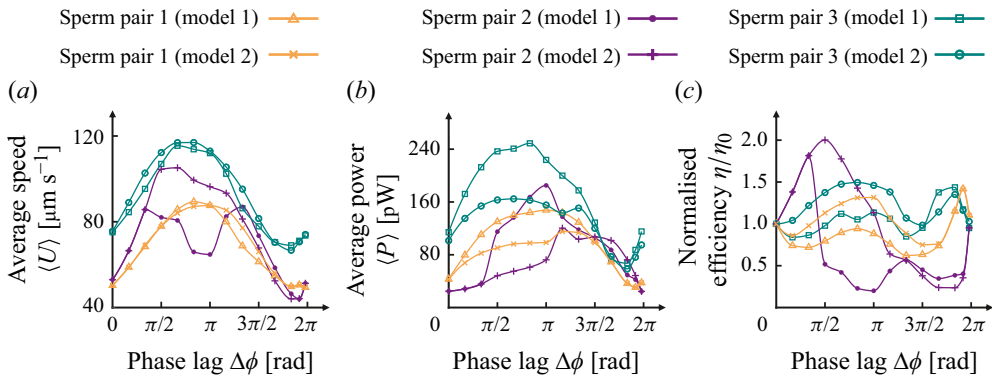 Sperm pair 1 (model 1)
Sperm pair 2 (model 1)
Sperm pair 3 (model 1)
Sperm pair 1 (model 2)
Sperm pair 2 (model 2)
Sperm pair 3 (model 2)
(a)
(b)
(c)
Average speed
⟨U⟩ [μm s⁻¹]
120
80
40
0
π/2
π
3π/2
2π
Phase lag Δϕ [rad]
Average power
⟨P⟩ [pW]
240
160
80
0
π/2
π
3π/2
2π
Phase lag Δϕ [rad]
Normalised
efficiency η/η₀
2.0
1.5
1.0
0.5
0
π/2
π
3π/2
2π
Phase lag Δϕ [rad]